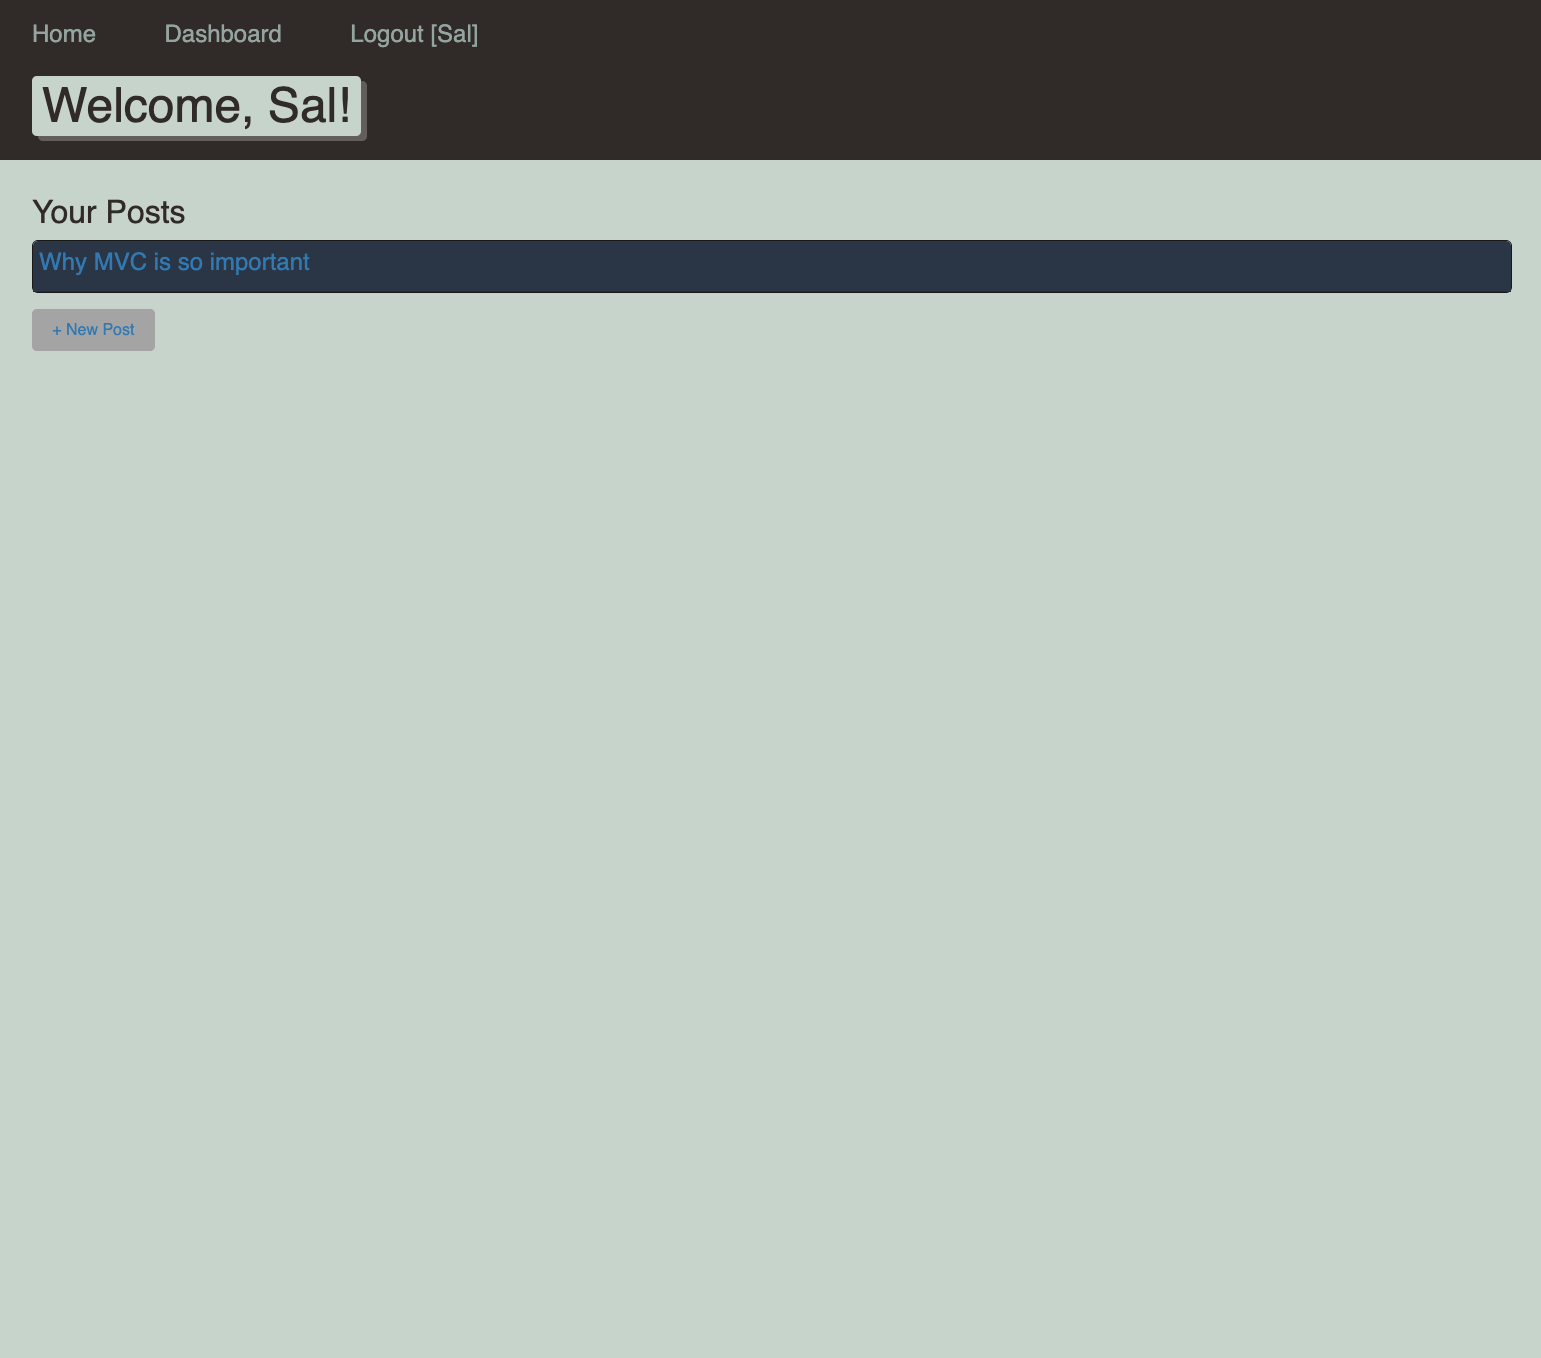 Home Dashboard Logout [Sal]
Welcome, Sal!
Your Posts
Why MVC is so important
+ New Post